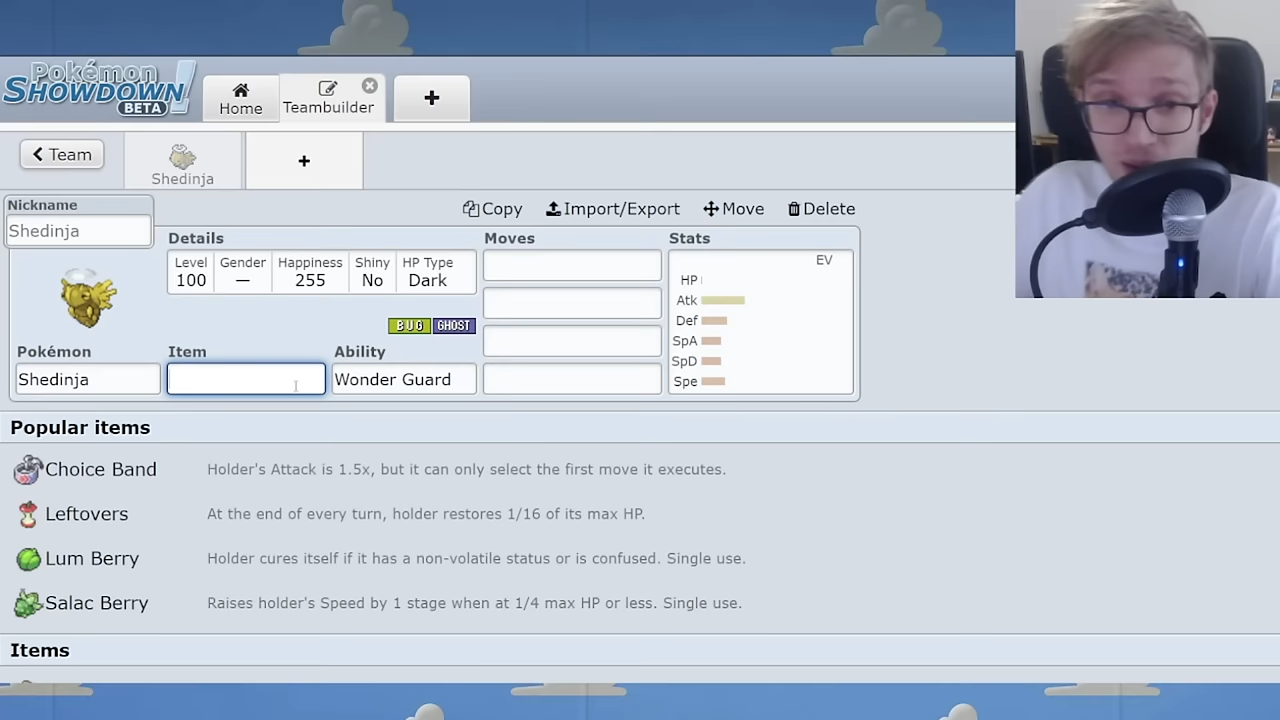 Pokémon
SHOWDOWN!
BETA
Home
Teambuilder
+
Team
Shedinja
+
Nickname
Shedinja
Copy
Import/Export
Move
Delete
Details
Level
Gender
Happiness
Shiny
HP Type
100
—
255
No
Dark
BUG
GHOST
Pokémon
Item
Ability
Shedinja
Wonder Guard
Moves
Stats
EV
HP
Atk
Def
SpA
SpD
Spe
Popular items
Choice Band Holder's Attack is 1.5x, but it can only select the first move it executes.
Leftovers At the end of every turn, holder restores 1/16 of its max HP.
Lum Berry Holder cures itself if it has a non-volatile status or is confused. Single use.
Salac Berry Raises holder's Speed by 1 stage when at 1/4 max HP or less. Single use.
Items